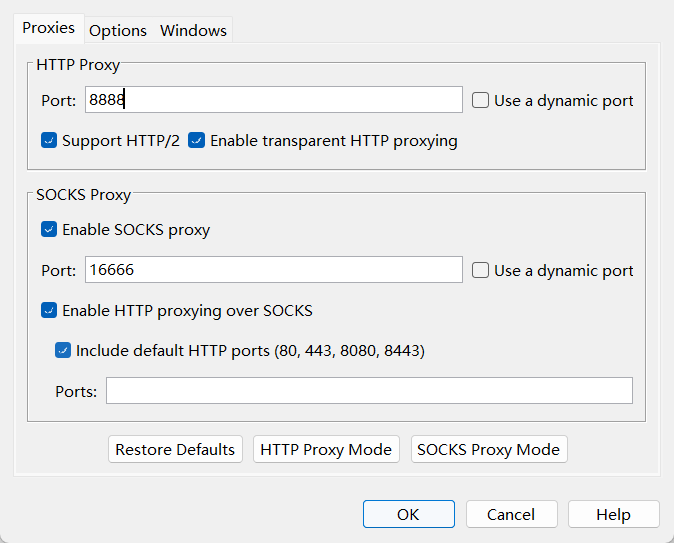 Proxies Options Windows
HTTP Proxy
Port: 8888 Use a dynamic port
Support HTTP/2 Enable transparent HTTP proxying
SOCKS Proxy
Enable SOCKS proxy
Port: 16666 Use a dynamic port
Enable HTTP proxying over SOCKS
Include default HTTP ports (80, 443, 8080, 8443)
Ports:
Restore Defaults HTTP Proxy Mode SOCKS Proxy Mode
OK Cancel Help